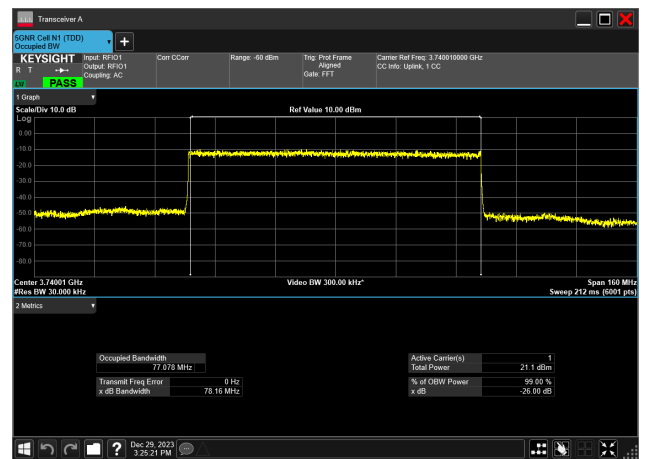 Transceiver A
5GNR Cell N1 (TDD)
Occupied BW
KEYSIGHT
R T
PASS
Input: RFIO1
Output: RFIO1
Coupling: AC
Corr CCorr
Range: -60 dBm
Trig: Prot Frame
Aligned
Gate: FFT
Carrier Ref Freq: 3.740010000 GHz
CC Info: Uplink, 1 CC
1 Graph
Scale/Div 10.0 dB
Ref Value 10.00 dBm
Log
0.00
-10.0
-20.0
-30.0
-40.0
-50.0
-60.0
-70.0
-80.0
Center 3.74001 GHz
Video BW 300.00 kHz*
Span 160 MHz
#Res BW 30.000 kHz
Sweep 212 ms (6001 pts)
2 Metrics
Occupied Bandwidth
77.078 MHz
Active Carrier(s) 1
Total Power 21.1 dBm
Transmit Freq Error 0 Hz
x dB Bandwidth 78.16 MHz
% of OBW Power 99.00 %
x dB -26.00 dB
Dec 29, 2023
3:25:21 PM